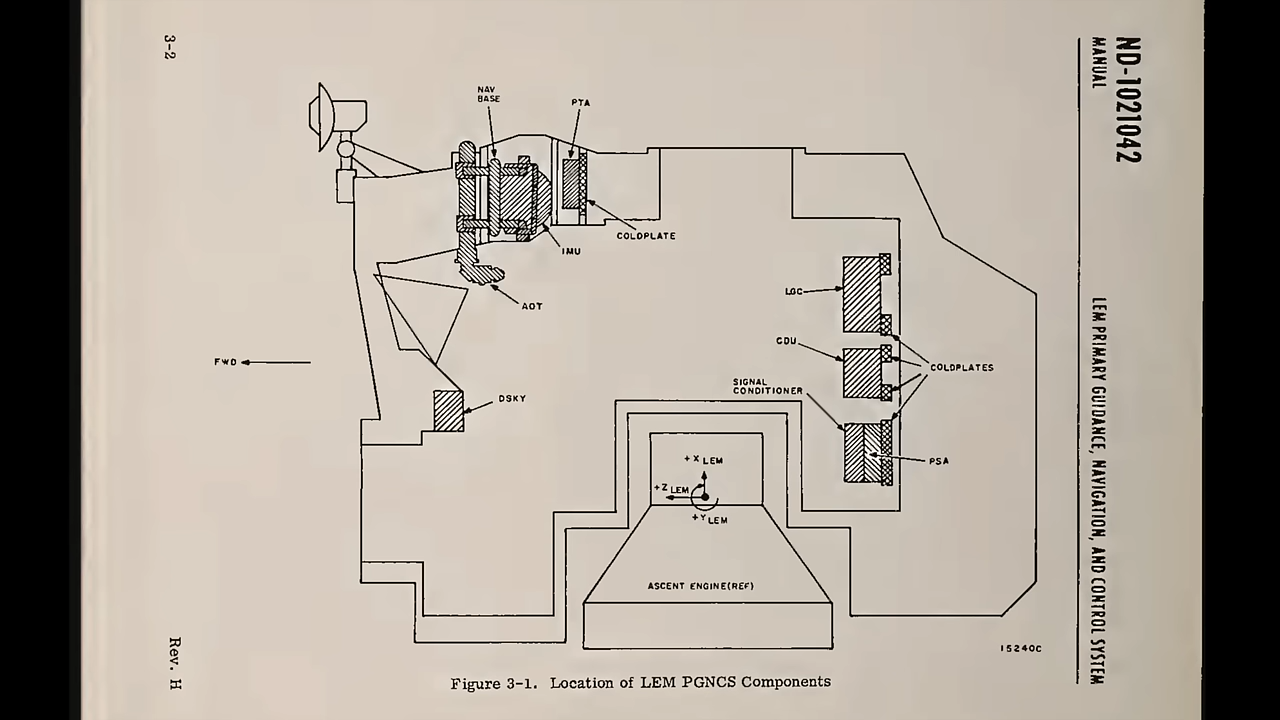 ND-1021042
MANUAL
LEM PRIMARY GUIDANCE, NAVIGATION, AND CONTROL SYSTEM
NAV
BASE
PTA
COLDPLATE
IMU
AOT
LGC
CDU
COLDPLATES
SIGNAL
CONDITIONER
FWD
DSKY
PSA
+X LEM
+Z LEM
+Y LEM
ASCENT ENGINE(REF)
15240C
Figure 3-1. Location of LEM PGNCS Components
3-2
Rev. H